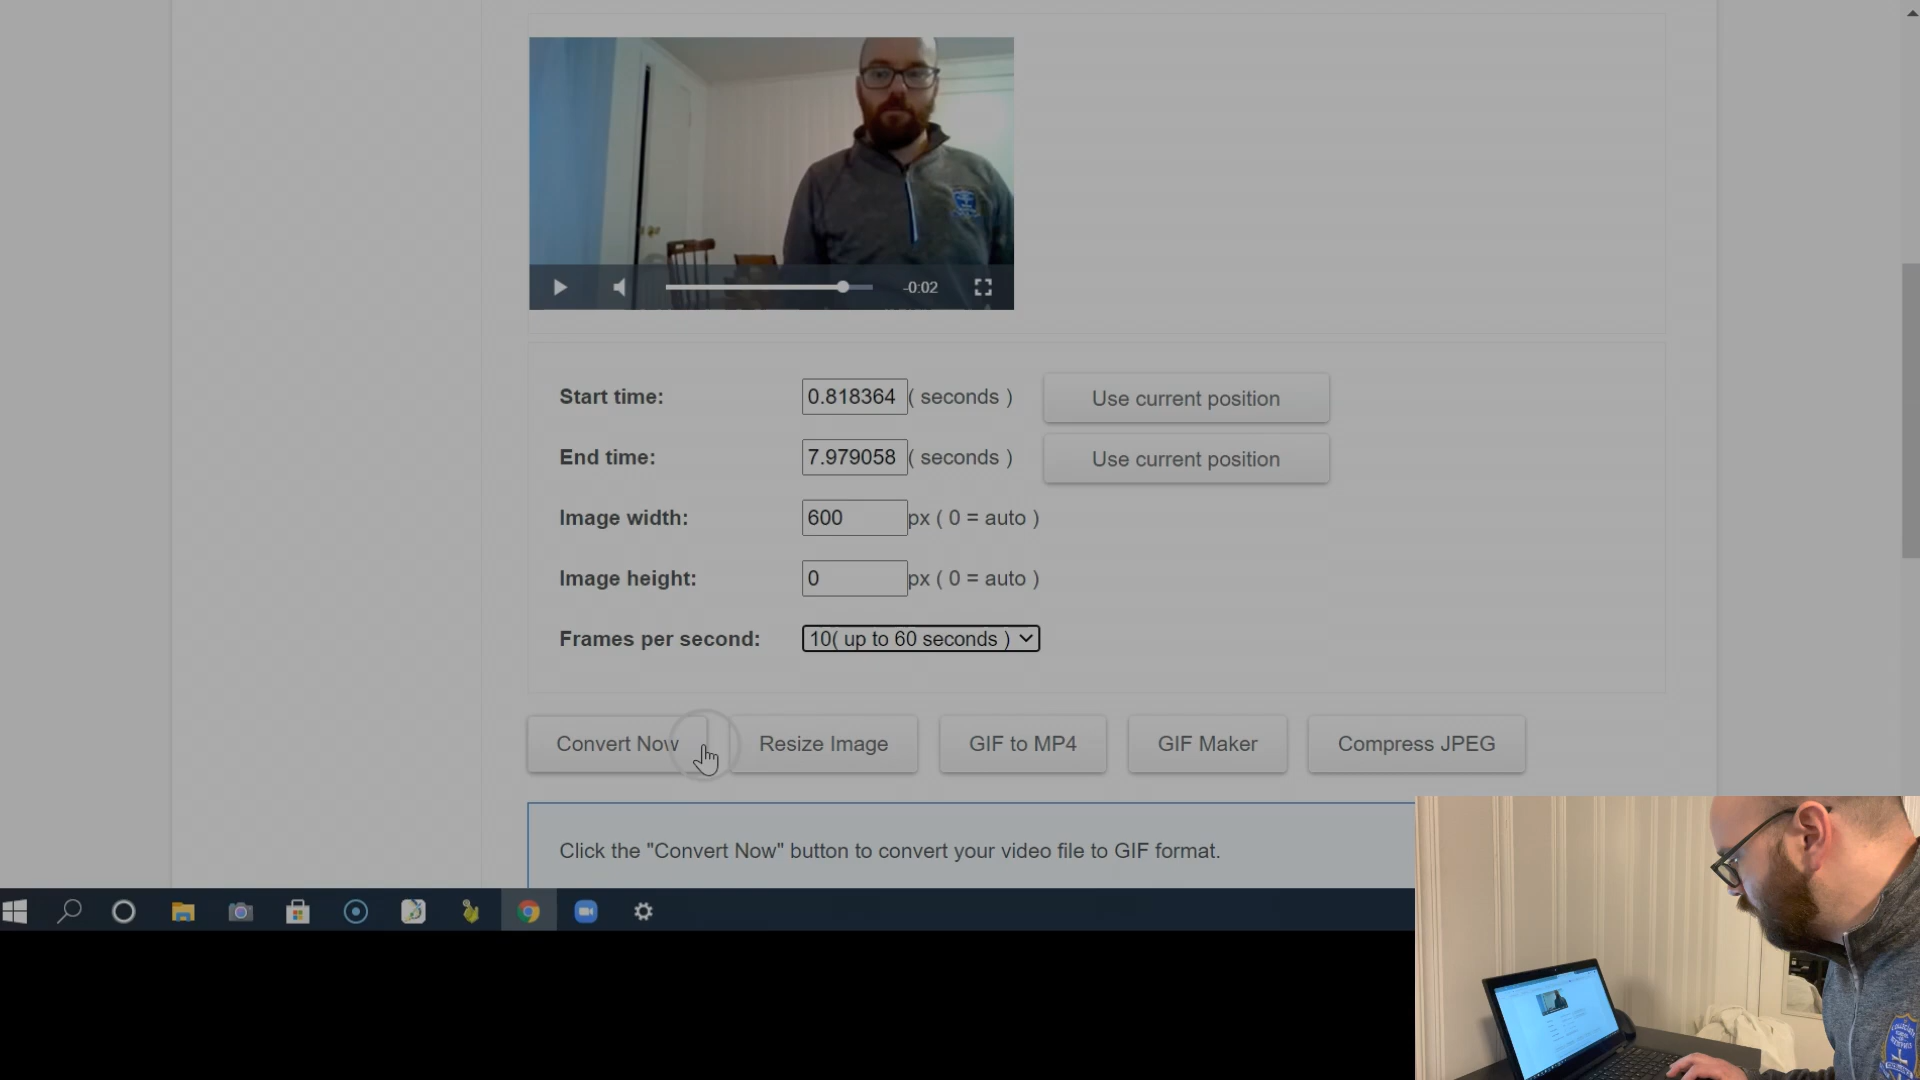 -0:02
Start time: 0.818364 ( seconds ) Use current position
End time: 7.979058 ( seconds ) Use current position
Image width: 600 px ( 0 = auto )
Image height: 0 px ( 0 = auto )
Frames per second: 10( up to 60 seconds )
Convert Now Resize Image GIF to MP4 GIF Maker Compress JPEG
Click the "Convert Now" button to convert your video file to GIF format.